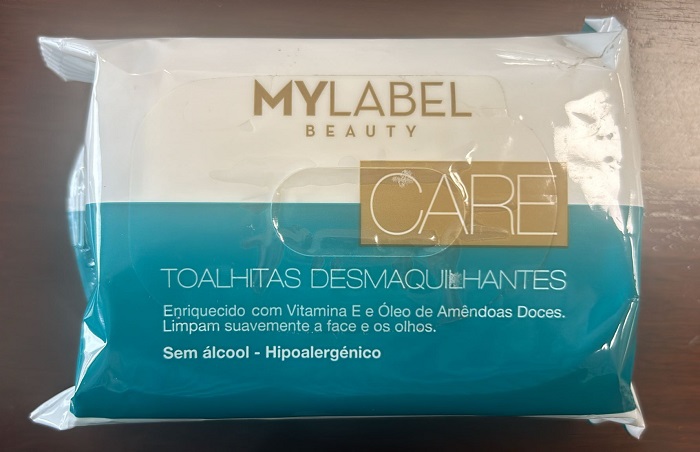 MYLABEL
BEAUTY
CARE
TOALHITAS DESMAQUILHANTES
Enriquecido com Vitamina E e Óleo de Amêndoas Doces.
Limpam suavemente a face e os olhos.
Sem álcool - Hipoalergénico